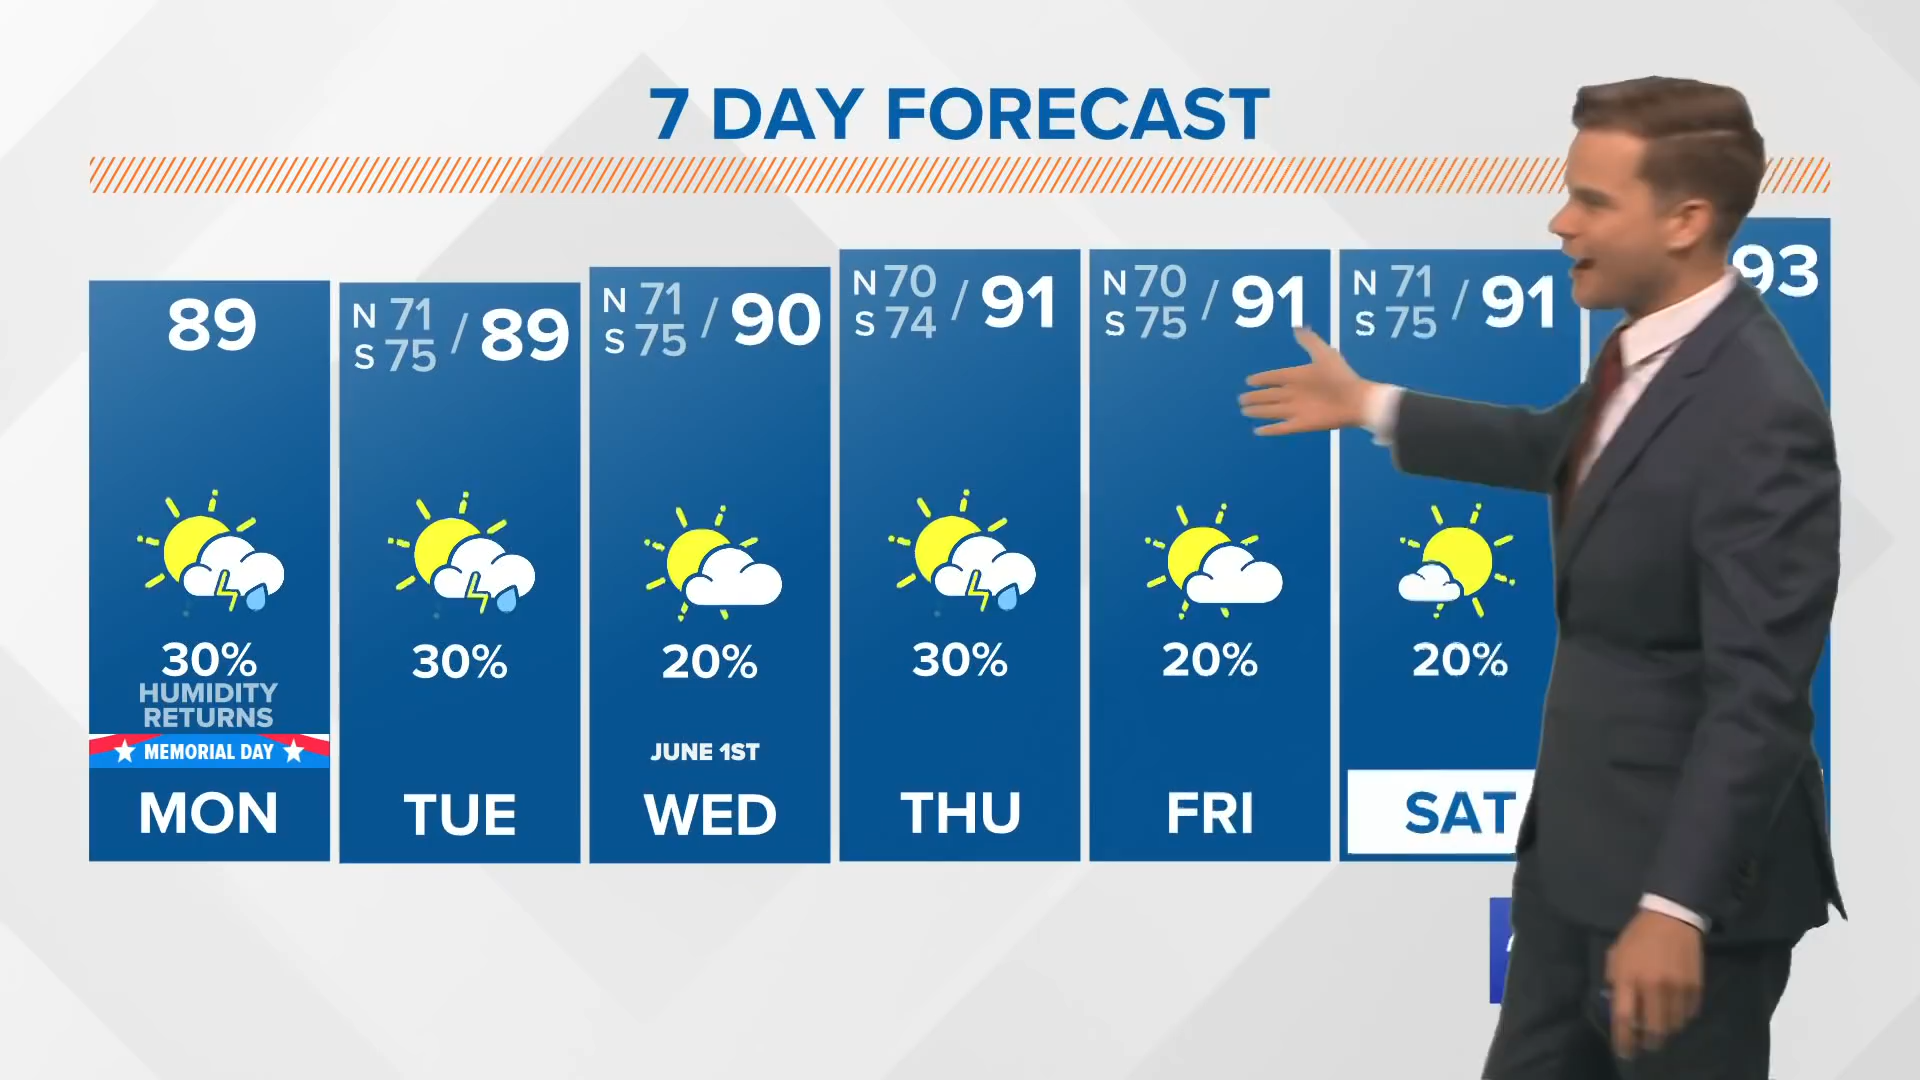 7 DAY FORECAST
89
30%
HUMIDITY
RETURNS
MEMORIAL DAY
MON
N 71
S 75 / 89
30%
TUE
N 71
S 75 / 90
20%
JUNE 1ST
WED
N 70
S 74 / 91
30%
THU
N 70
S 75 / 91
20%
FRI
N 71
S 75 / 91
20%
SAT
93